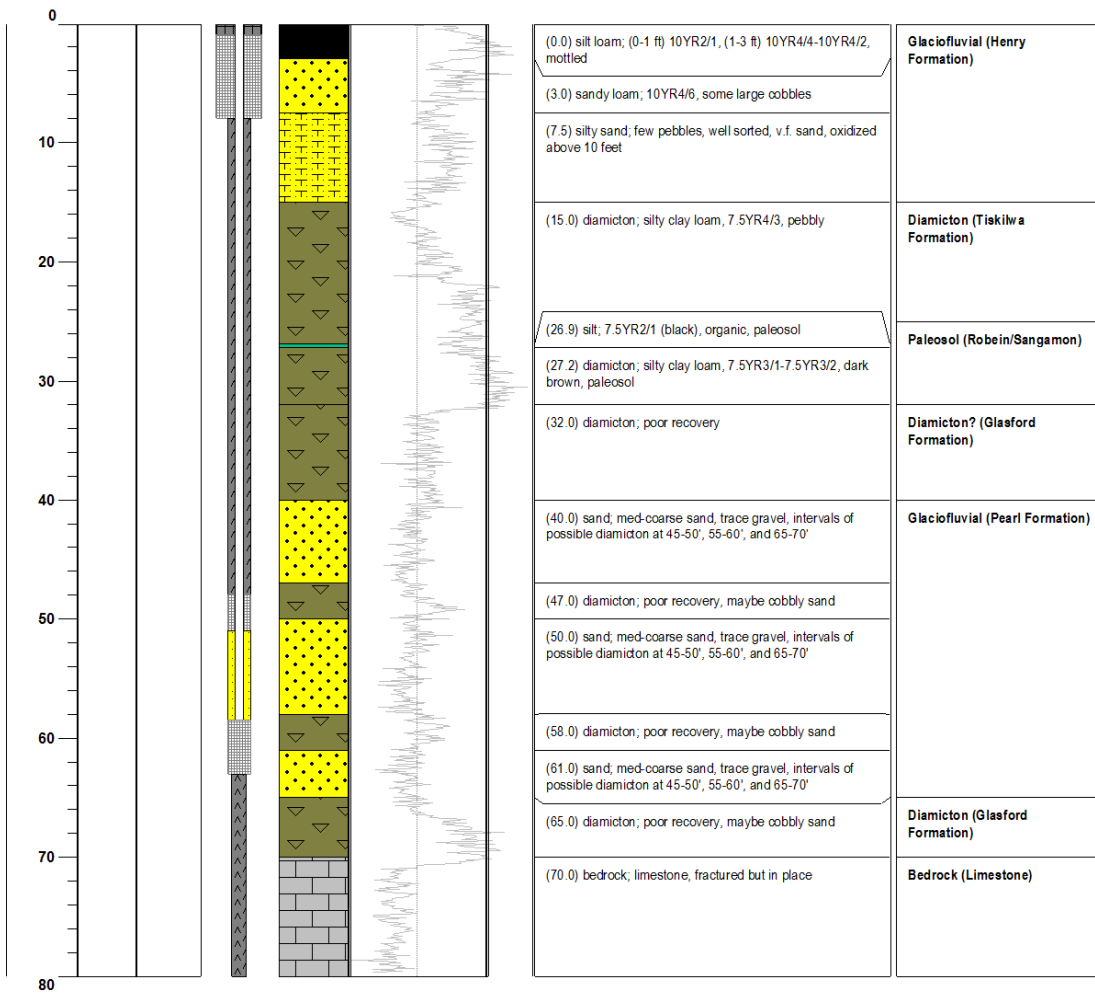 0
10
20
30
40
50
60
70
80
(0.0) silt loam; (0-1 ft) 10YR2/1, (1-3 ft) 10YR4/4-10YR4/2,
mottled
(3.0) sandy loam; 10YR4/6, some large cobbles
(7.5) silty sand; few pebbles, well sorted, v.f. sand, oxidized
above 10 feet
(15.0) diamicton; silty clay loam, 7.5YR4/3, pebbly
(26.9) silt; 7.5YR2/1 (black), organic, paleosol
(27.2) diamicton; silty clay loam, 7.5YR3/1-7.5YR3/2, dark
brown, paleosol
(32.0) diamicton; poor recovery
(40.0) sand; med-coarse sand, trace gravel, intervals of
possible diamicton at 45-50', 55-60', and 65-70'
(47.0) diamicton; poor recovery, maybe cobbly sand
(50.0) sand; med-coarse sand, trace gravel, intervals of
possible diamicton at 45-50', 55-60', and 65-70'
(58.0) diamicton; poor recovery, maybe cobbly sand
(61.0) sand; med-coarse sand, trace gravel, intervals of
possible diamicton at 45-50', 55-60', and 65-70'
(65.0) diamicton; poor recovery, maybe cobbly sand
(70.0) bedrock; limestone, fractured but in place
Glaciofluvial (Henry
Formation)
Diamicton (Tiskilwa
Formation)
Paleosol (Robein/Sangamon)
Diamicton? (Glasford
Formation)
Glaciofluvial (Pearl Formation)
Diamicton (Glasford
Formation)
Bedrock (Limestone)